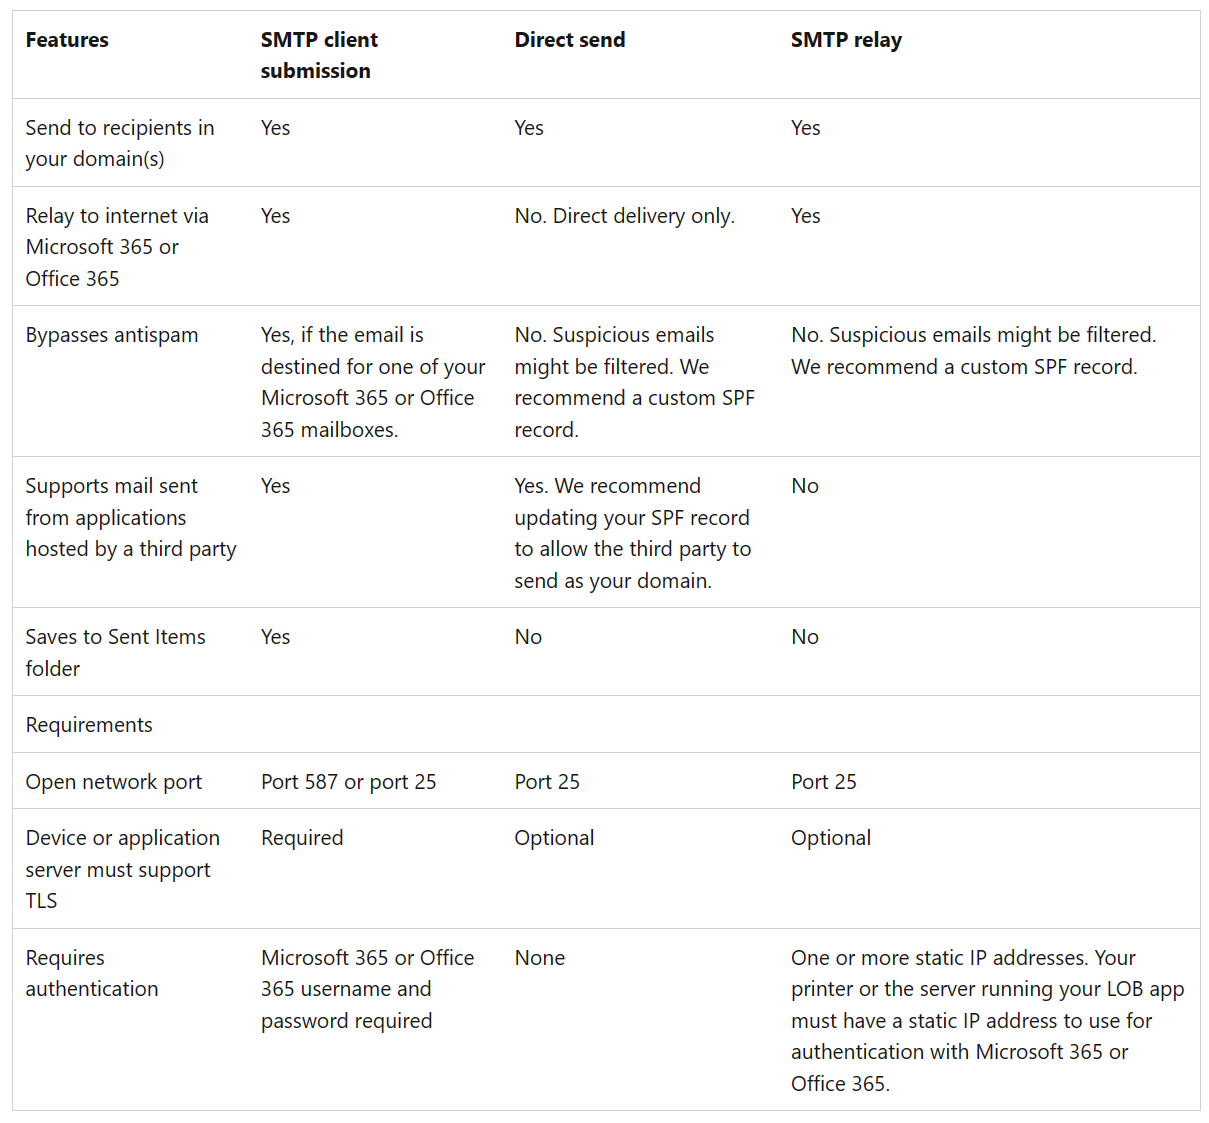 Features
SMTP client
submission
Direct send
SMTP relay
Send to recipients in
your domain(s)
Yes
Yes
Yes
Relay to internet via
Microsoft 365 or
Office 365
Yes
No. Direct delivery only.
Yes
Bypasses antispam
Yes, if the email is
destined for one of your
Microsoft 365 or Office
365 mailboxes.
No. Suspicious emails
might be filtered. We
recommend a custom SPF
record.
No. Suspicious emails might be filtered.
We recommend a custom SPF record.
Supports mail sent
from applications
hosted by a third party
Yes
Yes. We recommend
updating your SPF record
to allow the third party to
send as your domain.
No
Saves to Sent Items
folder
Yes
No
No
Requirements
Open network port
Port 587 or port 25
Port 25
Port 25
Device or application
server must support
TLS
Required
Optional
Optional
Requires
authentication
Microsoft 365 or Office
365 username and
password required
None
One or more static IP addresses. Your
printer or the server running your LOB app
must have a static IP address to use for
authentication with Microsoft 365 or
Office 365.